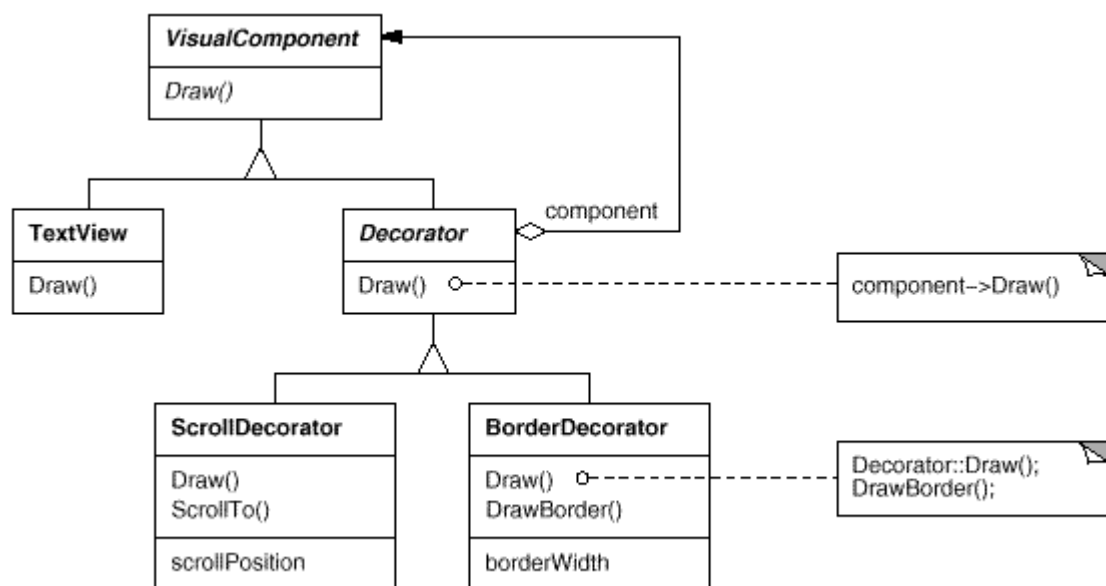 VisualComponent
Draw()
TextView
Draw()
Decorator
Draw()
component
component–>Draw()
ScrollDecorator
Draw()
ScrollTo()
scrollPosition
BorderDecorator
Draw()
DrawBorder()
borderWidth
Decorator::Draw();
DrawBorder();